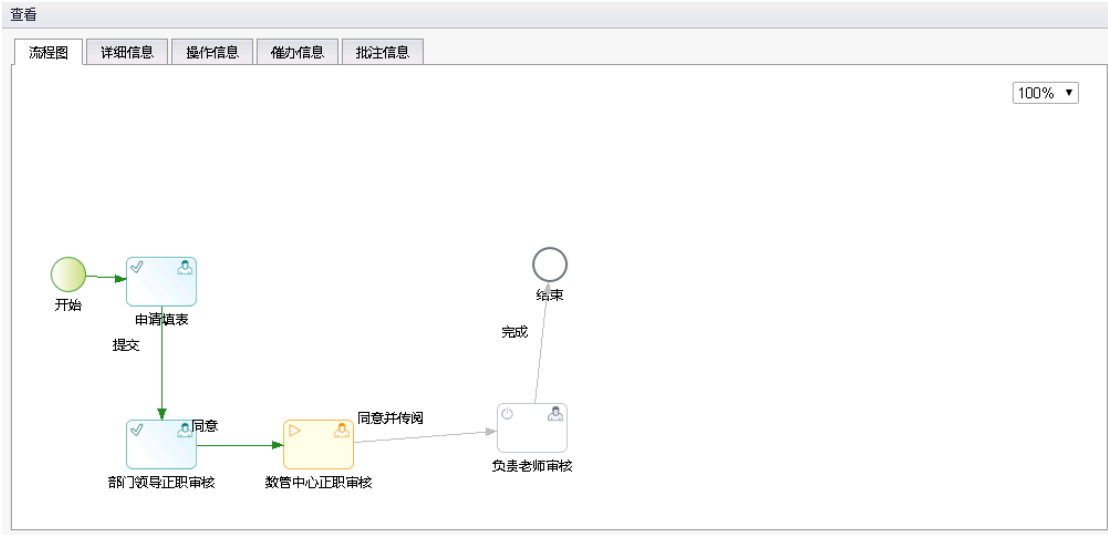 查看
流程图 详细信息 操作信息 催办信息 批注信息
100%
开始
申请填表
结束
提交
完成
同意
同意并传阅
部门领导正职审核
数管中心正职审核
负责老师审核